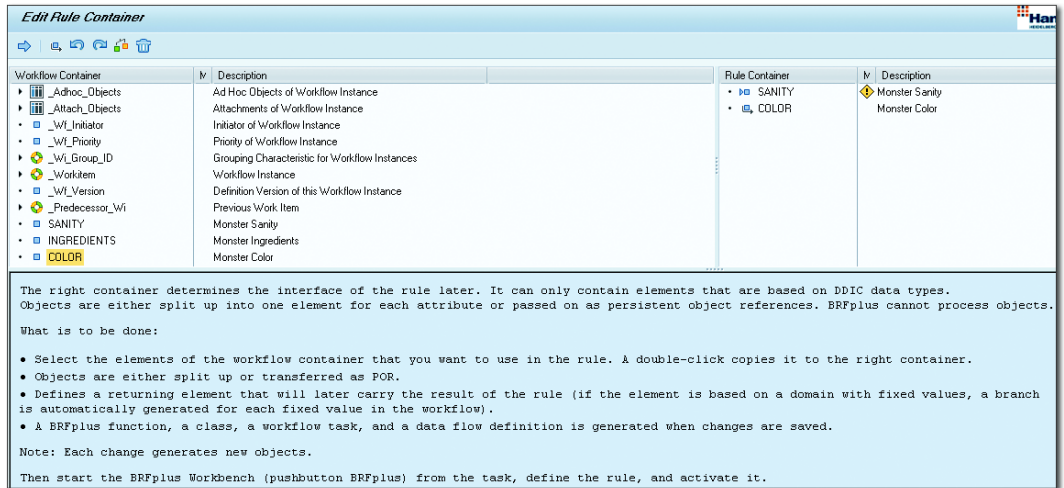 Edit Rule Container
Han
HEIDELBERG
Workflow Container M Description Rule Container M Description
_Adhoc_Objects Ad Hoc Objects of Workflow Instance SANITY Monster Sanity
_Attach_Objects Attachments of Workflow Instance COLOR Monster Color
_Wf_Initiator Initiator of Workflow Instance
_Wf_Priority Priority of Workflow Instance
_Wi_Group_ID Grouping Characteristic for Workflow Instances
_Workitem Workflow Instance
_Wf_Version Definition Version of this Workflow Instance
_Predecessor_Wi Previous Work Item
SANITY Monster Sanity
INGREDIENTS Monster Ingredients
COLOR Monster Color
The right container determines the interface of the rule later. It can only contain elements that are based on DDIC data types.
Objects are either split up into one element for each attribute or passed on as persistent object references. BRFplus cannot process objects.
What is to be done:
• Select the elements of the workflow container that you want to use in the rule. A double-click copies it to the right container.
• Objects are either split up or transferred as POR.
• Defines a returning element that will later carry the result of the rule (if the element is based on a domain with fixed values, a branch
is automatically generated for each fixed value in the workflow).
• A BRFplus function, a class, a workflow task, and a data flow definition is generated when changes are saved.
Note: Each change generates new objects.
Then start the BRFplus Workbench (pushbutton BRFplus) from the task, define the rule, and activate it.